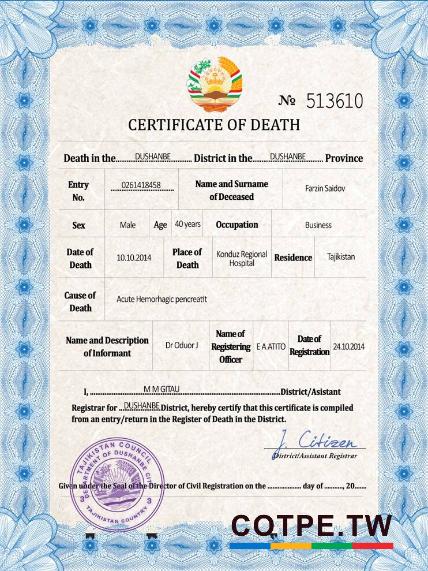 № 513610
CERTIFICATE OF DEATH
Death in the DUSHANBE District in the DUSHANBE Province
Entry No. 0261418458 Name and Surname of Deceased Farzin Saidov
Sex Male Age 40 years Occupation Business
Date of Death 10.10.2014 Place of Death Konduz Regional Hospital Residence Tajikistan
Cause of Death Acute Hemorhagic pencreatit
Name and Description of Informant Dr Oduor J Name of Registering Officer E A ATITO Date of Registration 24.10.2014
I, M M GITAU District/Asistant
Registrar for DUSHANBE District, hereby certify that this certificate is compiled
from an entry/return in the Register of Death in the District.
J. Citizen
District/Assistant Registrar
TAJIKISTAN COUNCIL
DEPARTMENT OF DUSHANBE CITY
TAJIKISTAN COUNTRY
Given under the Seal of the Director of Civil Registration on the ................. day of ........., 20......
CQTPE.TW